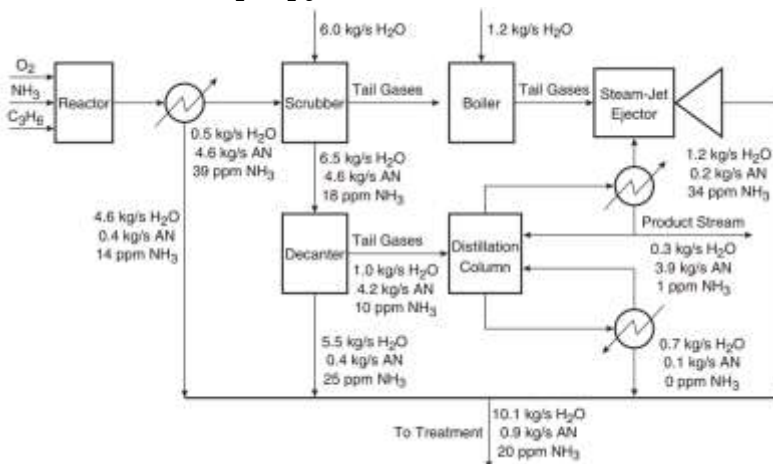 6.0 kg/s H2O
1.2 kg/s H2O
O2
NH3
C3H6
Reactor
Scrubber
Tail Gases
Boiler
Tail Gases
Steam-Jet
Ejector
0.5 kg/s H2O
4.6 kg/s AN
39 ppm NH3
6.5 kg/s H2O
4.6 kg/s AN
18 ppm NH3
1.2 kg/s H2O
0.2 kg/s AN
34 ppm NH3
4.6 kg/s H2O
0.4 kg/s AN
14 ppm NH3
Decanter
Tail Gases
1.0 kg/s H2O
4.2 kg/s AN
10 ppm NH3
Distillation
Column
Product Stream
0.3 kg/s H2O
3.9 kg/s AN
1 ppm NH3
5.5 kg/s H2O
0.4 kg/s AN
25 ppm NH3
0.7 kg/s H2O
0.1 kg/s AN
0 ppm NH3
To Treatment
10.1 kg/s H2O
0.9 kg/s AN
20 ppm NH3